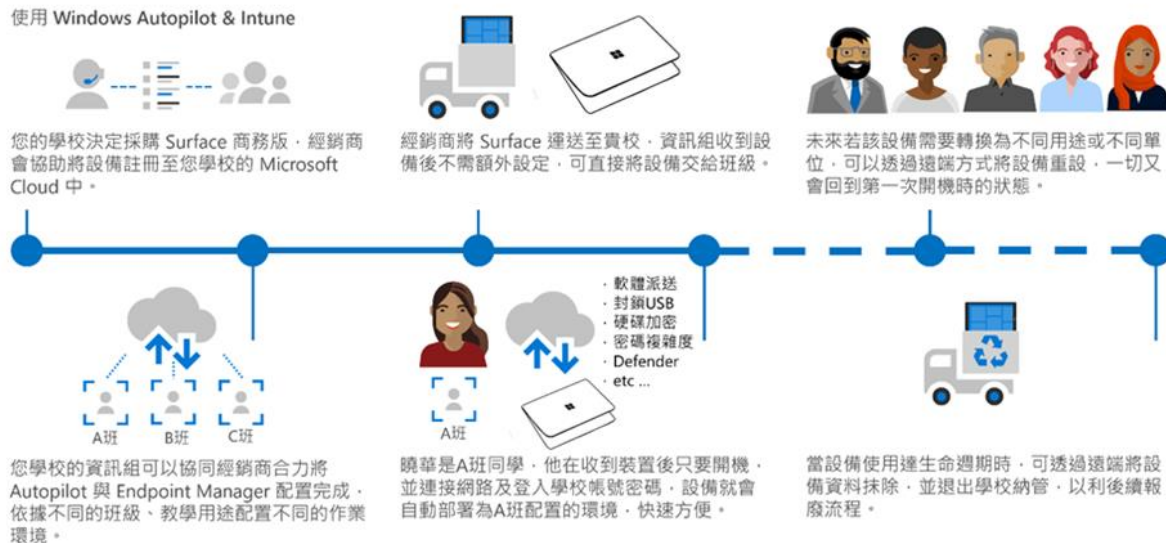 使用 Windows Autopilot & Intune
您的學校決定採購 Surface 商務版，經銷商
會協助將設備註冊至您學校的 Microsoft
Cloud 中。
經銷商將 Surface 運送至貴校，資訊組收到設
備後不需額外設定，可直接將設備交給班級。
未來若該設備需要轉換為不同用途或不同單
位，可以透過遠端方式將設備重設，一切又
會回到第一次開機時的狀態。
A班
B班
C班
您學校的資訊組可以協同經銷商合力將
Autopilot 與 Endpoint Manager 配置完成，
依據不同的班級、教學用途配置不同的作業
環境。
· 軟體派送
· 封鎖USB
· 硬碟加密
· 密碼複雜度
· Defender
· etc ...
A班
曉華是A班同學，他在收到裝置後只要開機，
並連接網路及登入學校帳號密碼，設備就會
自動部署為A班配置的環境，快速方便。
當設備使用達生命週期時，可透過遠端將設
備資料抹除，並退出學校納管，以利後續報
廢流程。